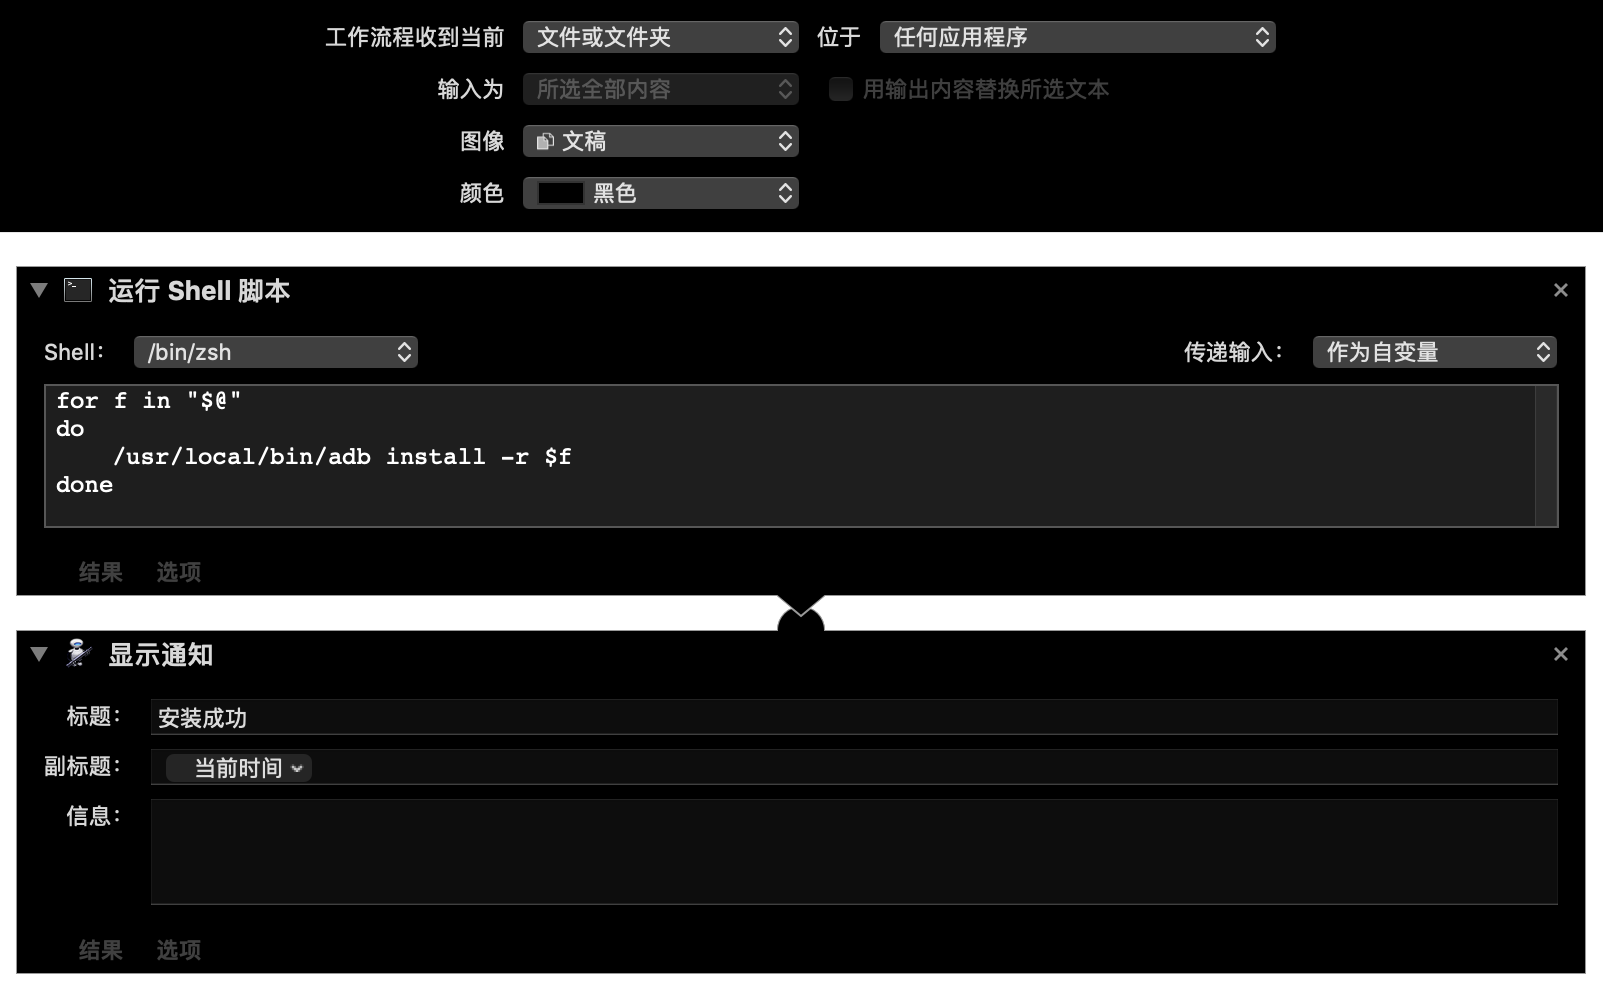 工作流程收到当前 文件或文件夹 位于 任何应用程序
输入为 所选全部内容 用输出内容替换所选文本
图像 文稿
颜色 黑色
运行 Shell 脚本
Shell: /bin/zsh 传递输入: 作为自变量
for f in "$@"
do
    /usr/local/bin/adb install -r $f
done
结果 选项
显示通知
标题: 安装成功
副标题: 当前时间
信息:
结果 选项